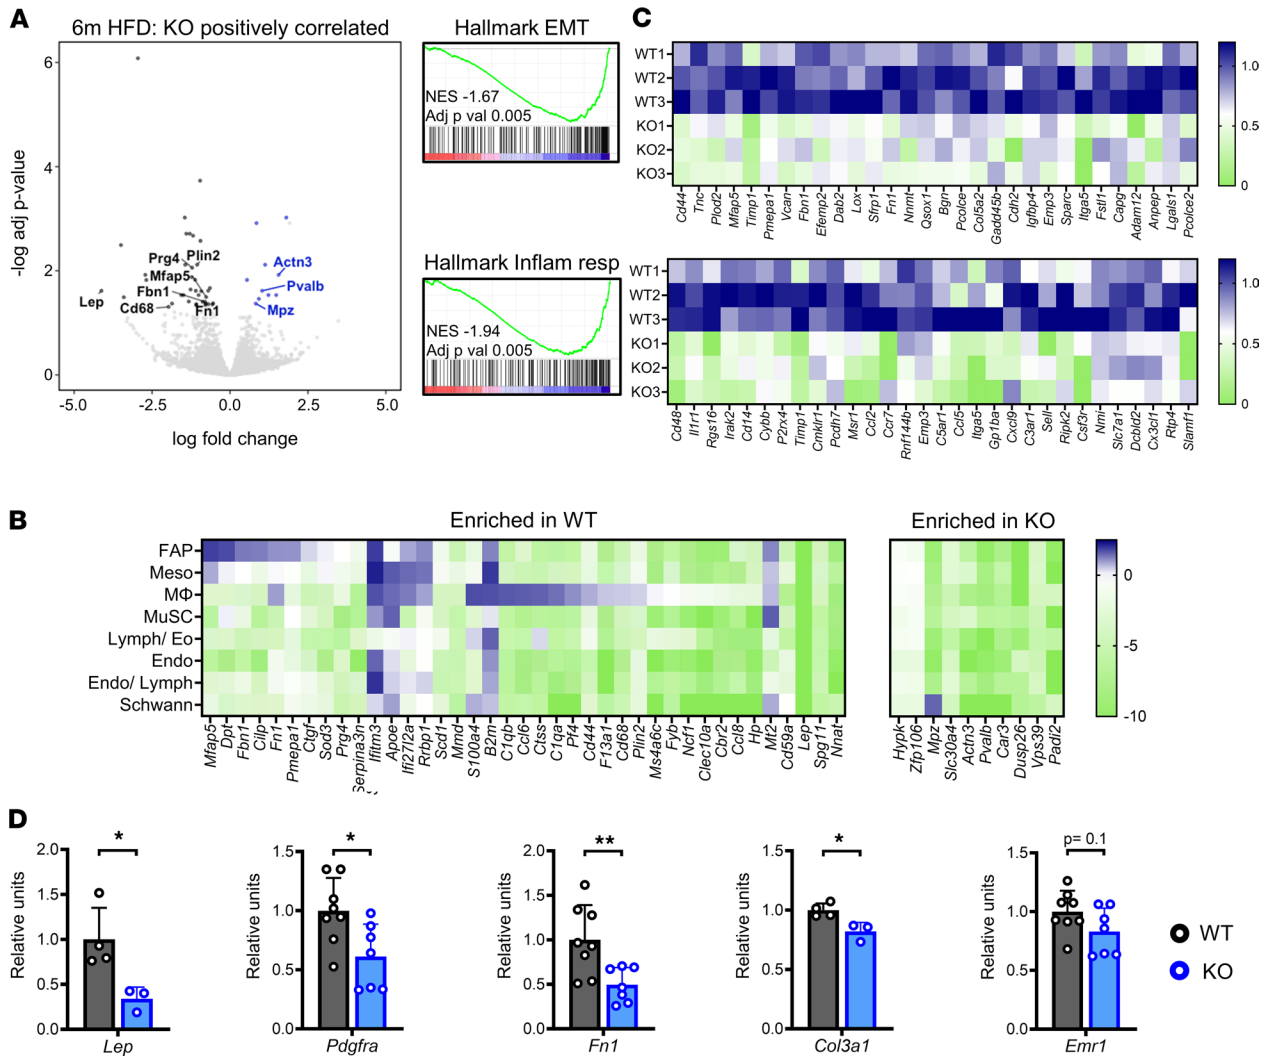 A
6m HFD: KO positively correlated
-log adj p-value
6
4
2
0
-5.0
-2.5
0.0
2.5
5.0
log fold change
Prg4
Plin2
Mfap5
Fbn1
Lep
Cd68
Fn1
Actn3
Pvalb
Mpz
Hallmark EMT
NES -1.67
Adj p val 0.005
Hallmark Inflam resp
NES -1.94
Adj p val 0.005
C
WT1
WT2
WT3
KO1
KO2
KO3
Cd44 Tnc Plod2 Mfap5 Timp1 Pmepa1 Vcan Fbn1 Efemp2 Dab2 Lox Sfrp1 Fn1 Nnmt Qsox1 Bgn Pcolce Col5a2 Gadd45b Cdh2 Igfbp4 Emp3 Sparc Itga5 Fstl1 Capg Adam12 Anpep Lgals1 Pcolce2
1.0
0.5
0
WT1
WT2
WT3
KO1
KO2
KO3
Cd48 Il1r1 Rgs16 Irak2 Cd14 Cybb P2rx4 Timp1 Cmklr1 Pcdh7 Msr1 Ccl2 Ccr7 Rnf144b Emp3 C5ar1 Ccl5 Itga5 Gp1ba Cxcl9 C3ar1 Sell Ripk2 Csf3r Nmi Slc7a1 Dcbld2 Cx3cl1 Rtp4 Slamf1
1.0
0.5
0
B
Enriched in WT
FAP
Meso
MΦ
MuSC
Lymph/ Eo
Endo
Endo/ Lymph
Schwann
Mfap5 Dpt Fbn1 Cilp Fn1 Pmepa1 Ctgf Sod3 Prg4 Serpina3n Ifitm3 Apoe Ifi27l2a Rrbp1 Scd1 Mmd S100a4 B2m C1qb Ccl6 Ctss C1qa Pf4 Cd44 F13a1 Cd68 Plin2 Ms4a6c Fyb Ncf1 Clec10a Cbr2 Ccl8 Hp Mt2 Cd59a Lep Spg11 Nnat
Enriched in KO
Hypk Zfp106 Mpz Slc30a4 Actn3 Pvalb Car3 Dusp26 Vps39 Padi2
0
-5
-10
D
Relative units
2.0
1.5
1.0
0.5
0.0
*
Lep
Relative units
1.5
1.0
0.5
0.0
*
Pdgfra
Relative units
2.0
1.5
1.0
0.5
0.0
**
Fn1
Relative units
1.5
1.0
0.5
0.0
*
Col3a1
Relative units
1.5
1.0
0.5
0.0
p= 0.1
Emr1
WT
KO